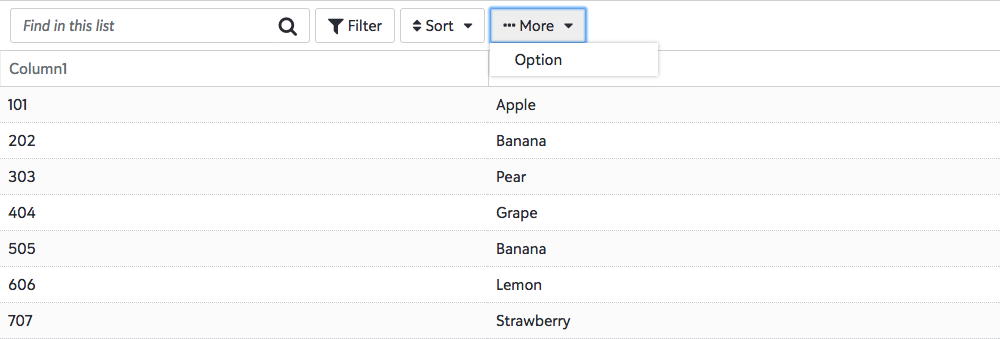 Find in this list Filter Sort ••• More
Option
Column1
101 Apple
202 Banana
303 Pear
404 Grape
505 Banana
606 Lemon
707 Strawberry